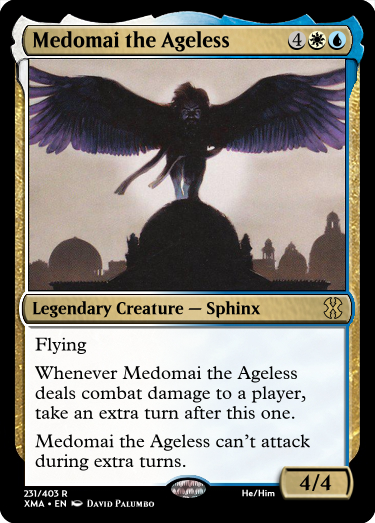 Medomai the Ageless 4
Legendary Creature — Sphinx
Flying
Whenever Medomai the Ageless
deals combat damage to a player,
take an extra turn after this one.
Medomai the Ageless can't attack
during extra turns.
4/4
231/403 R He/Him
XMA • EN DAVID PALUMBO